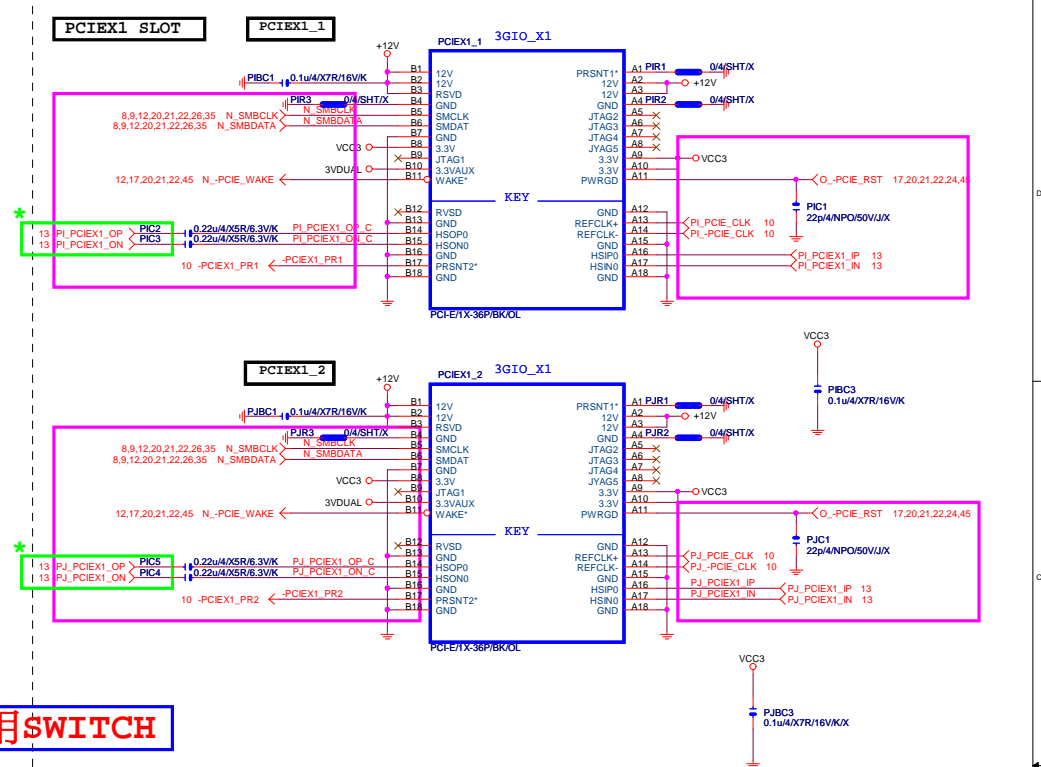 PCIEX1 SLOT
PCIEX1_1
PCIEX1_1 3GIO_X1
+12V
PIBC1 0.1u/4/X7R/16V/K
PIR3 0/4/SHT/X
8,9,12,20,21,22,26,35 N_SMBCLK N_SMBCLK
8,9,12,20,21,22,26,35 N_SMBDATA N_SMBDATA
VCC3
3VDUAL
12,17,20,21,22,45 N_-PCIE_WAKE
*
13 PI_PCIEX1_OP PIC2 0.22u/4/X5R/6.3V/K PI_PCIEX1_OP_C
13 PI_PCIEX1_ON PIC3 0.22u/4/X5R/6.3V/K PI_PCIEX1_ON_C
10 -PCIEX1_PR1 -PCIEX1_PR1
B1 12V PRSNT1* A1 PIR1 0/4/SHT/X
B2 12V 12V A2 +12V
B3 RSVD 12V A3
B4 GND GND A4 PIR2 0/4/SHT/X
B5 SMCLK JTAG2 A5
B6 SMDAT JTAG3 A6
B7 GND JTAG4 A7
B8 3.3V JYAG5 A8
B9 JTAG1 3.3V A9 VCC3
B10 3.3VAUX 3.3V A10
B11 WAKE* PWRGD A11 O_-PCIE_RST 17,20,21,22,24,45
KEY
PIC1
22p/4/NPO/50V/J/X
B12 RVSD GND A12
B13 GND REFCLK+ A13 PI_PCIE_CLK 10
B14 HSOP0 REFCLK- A14 PI_-PCIE_CLK 10
B15 HSON0 GND A15
B16 GND HSIP0 A16 PI_PCIEX1_IP 13
B17 PRSNT2* HSIN0 A17 PI_PCIEX1_IN 13
B18 GND GND A18
PCI-E/1X-36P/BK/OL
VCC3
PIBC3
0.1u/4/X7R/16V/K
PCIEX1_2
PCIEX1_2 3GIO_X1
+12V
PJBC1 0.1u/4/X7R/16V/K
PJR3 0/4/SHT/X
8,9,12,20,21,22,26,35 N_SMBCLK N_SMBCLK
8,9,12,20,21,22,26,35 N_SMBDATA N_SMBDATA
VCC3
3VDUAL
12,17,20,21,22,45 N_-PCIE_WAKE
*
13 PJ_PCIEX1_OP PIC5 0.22u/4/X5R/6.3V/K PJ_PCIEX1_OP_C
13 PJ_PCIEX1_ON PIC4 0.22u/4/X5R/6.3V/K PJ_PCIEX1_ON_C
10 -PCIEX1_PR2 -PCIEX1_PR2
B1 12V PRSNT1* A1 PJR1 0/4/SHT/X
B2 12V 12V A2 +12V
B3 RSVD 12V A3
B4 GND GND A4 PJR2 0/4/SHT/X
B5 SMCLK JTAG2 A5
B6 SMDAT JTAG3 A6
B7 GND JTAG4 A7
B8 3.3V JYAG5 A8
B9 JTAG1 3.3V A9 VCC3
B10 3.3VAUX 3.3V A10
B11 WAKE* PWRGD A11 O_-PCIE_RST 17,20,21,22,24,45
KEY
PJC1
22p/4/NPO/50V/J/X
B12 RVSD GND A12
B13 GND REFCLK+ A13 PJ_PCIE_CLK 10
B14 HSOP0 REFCLK- A14 PJ_-PCIE_CLK 10
B15 HSON0 GND A15
B16 GND HSIP0 A16 PJ_PCIEX1_IP PJ_PCIEX1_IP 13
B17 PRSNT2* HSIN0 A17 PJ_PCIEX1_IN PJ_PCIEX1_IN 13
B18 GND GND A18
PCI-E/1X-36P/BK/OL
VCC3
PJBC3
0.1u/4/X7R/16V/K/X
用SWITCH
D
C